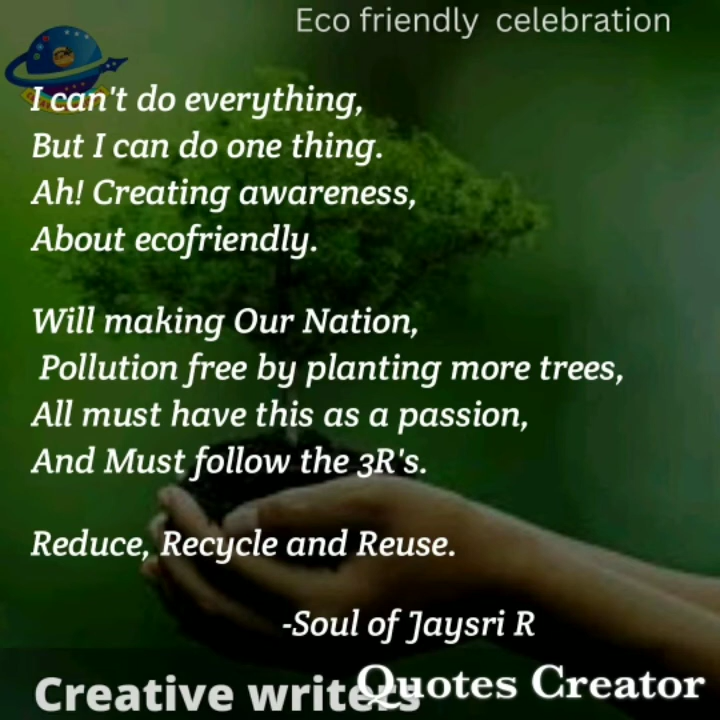 Eco friendly celebration
I can't do everything,
But I can do one thing.
Ah! Creating awareness,
About ecofriendly.
Will making Our Nation,
Pollution free by planting more trees,
All must have this as a passion,
And Must follow the 3R's.
Reduce, Recycle and Reuse.
-Soul of Jaysri R
Creative writers
Quotes Creator